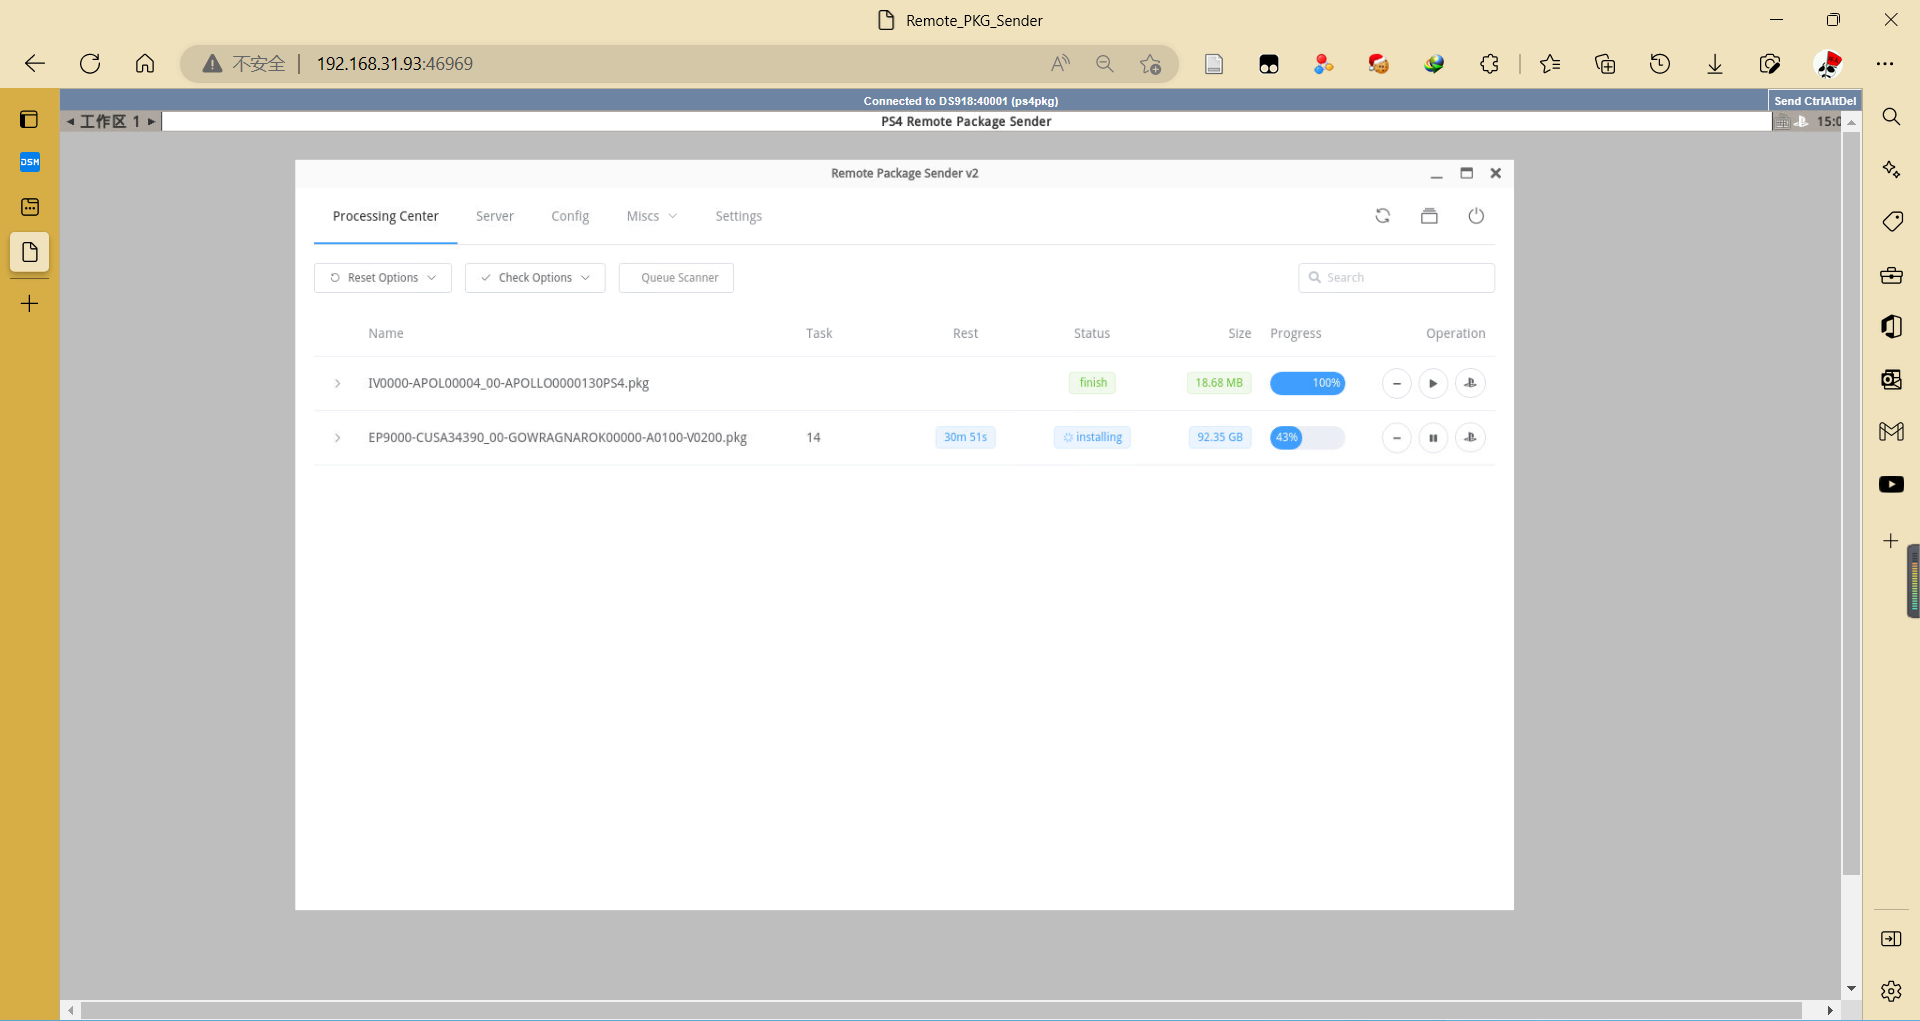 Remote_PKG_Sender
不安全 192.168.31.93:46969
Connected to DS918:40001 (ps4pkg)
Send CtrlAltDel
工作区 1
PS4 Remote Package Sender
15:0
DSM
Remote Package Sender v2
Processing Center Server Config Miscs Settings
Reset Options Check Options Queue Scanner Search
Name Task Rest Status Size Progress Operation
IV0000-APOL00004_00-APOLLO0000130PS4.pkg finish 18.68 MB 100%
EP9000-CUSA34390_00-GOWRAGNAROK00000-A0100-V0200.pkg 14 30m 51s installing 92.35 GB 43%